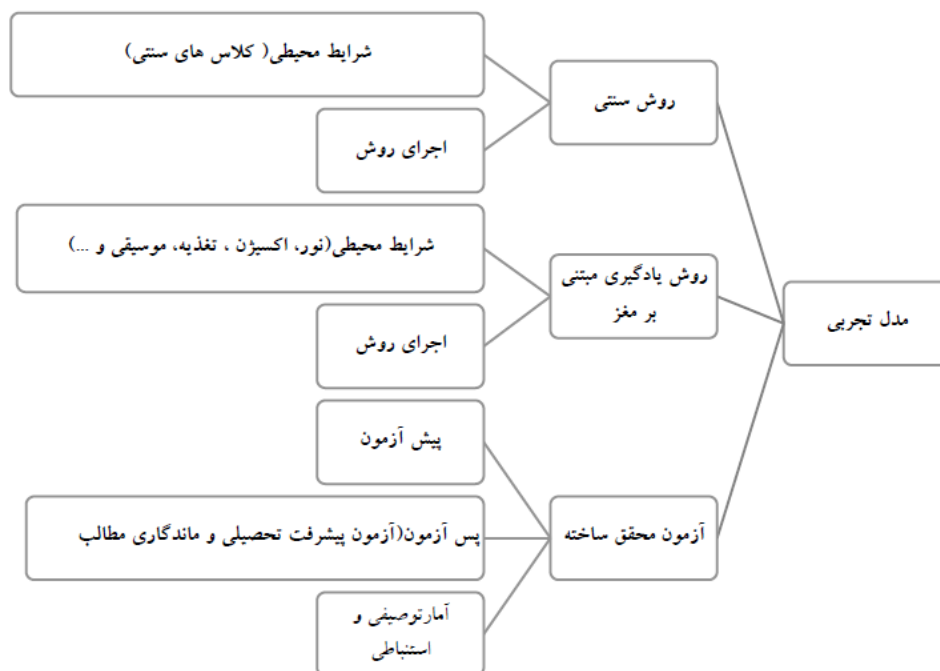 مدل تجربی
روش سنتی
شرایط محیطی( کلاس های سنتی)
اجرای روش
روش یادگیری مبتنی
بر مغز
شرایط محیطی(نور، اکسیژن ، تغذیه، موسیقی و ...)
اجرای روش
آزمون محقق ساخته
پیش آزمون
پس آزمون(آزمون پیشرفت تحصیلی و ماندگاری مطالب
آمارتوصیفی و
استنباطی